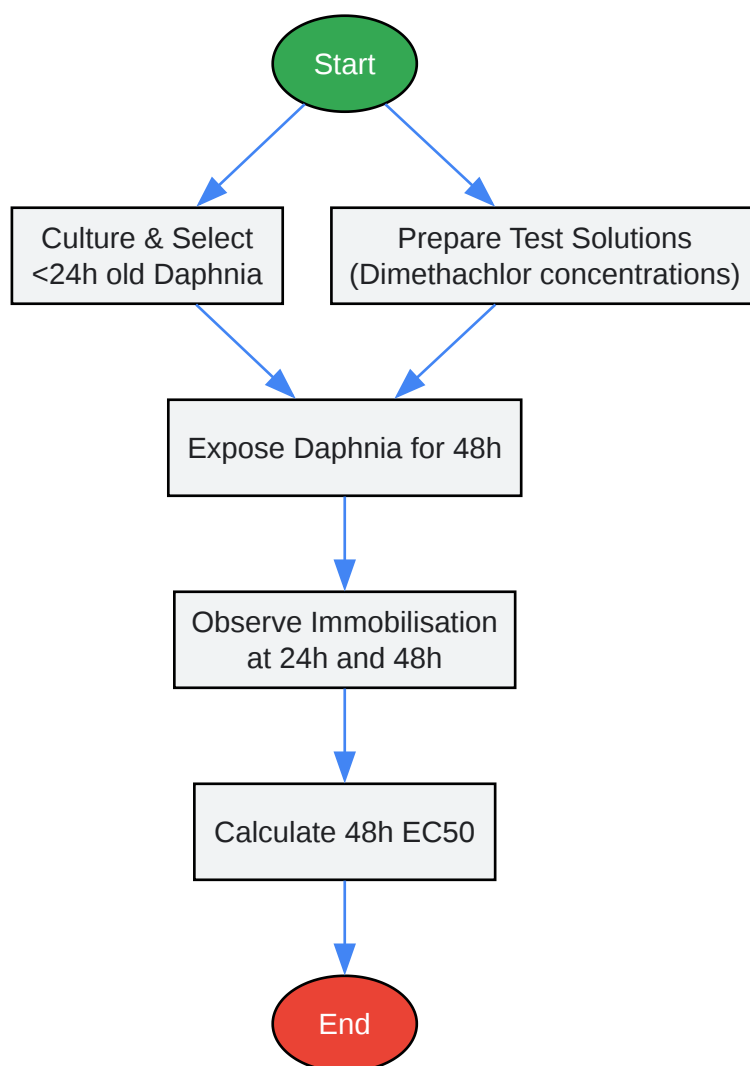 Start
Culture & Select
<24h old Daphnia
Prepare Test Solutions
(Dimethachlor concentrations)
Expose Daphnia for 48h
Observe Immobilisation
at 24h and 48h
Calculate 48h EC50
End